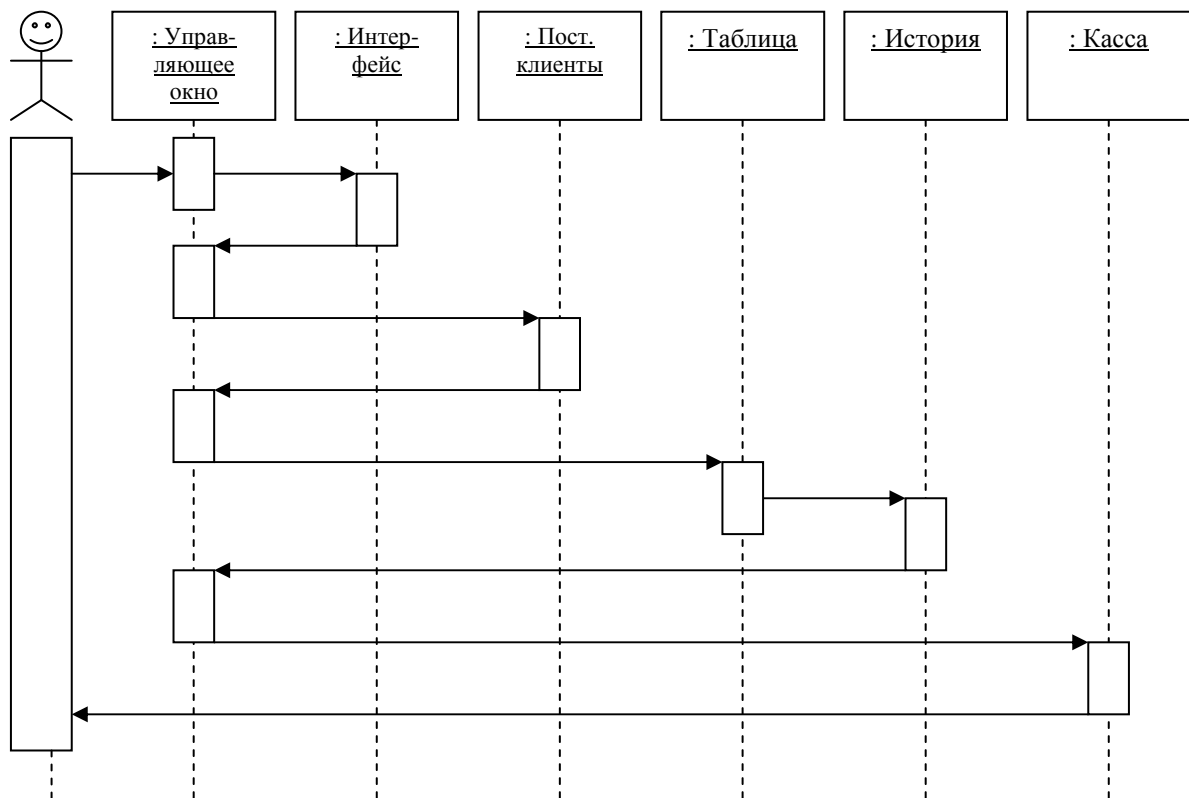 : Управ-
ляющее
окно
: Интер-
фейс
: Пост.
клиенты
: Таблица
: История
: Касса